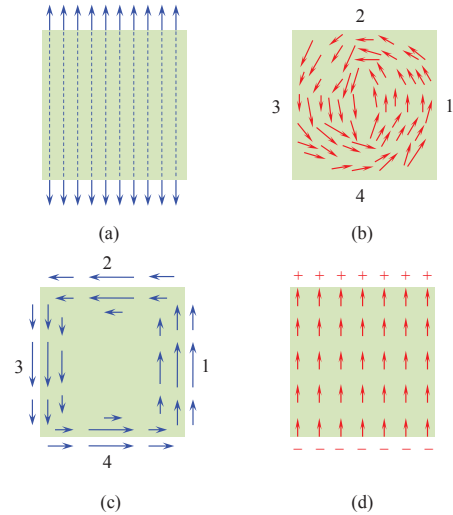 2
3
1
4
(a)
(b)
2
3
1
4
+ + + + + + +
− − − − − − −
(c)
(d)